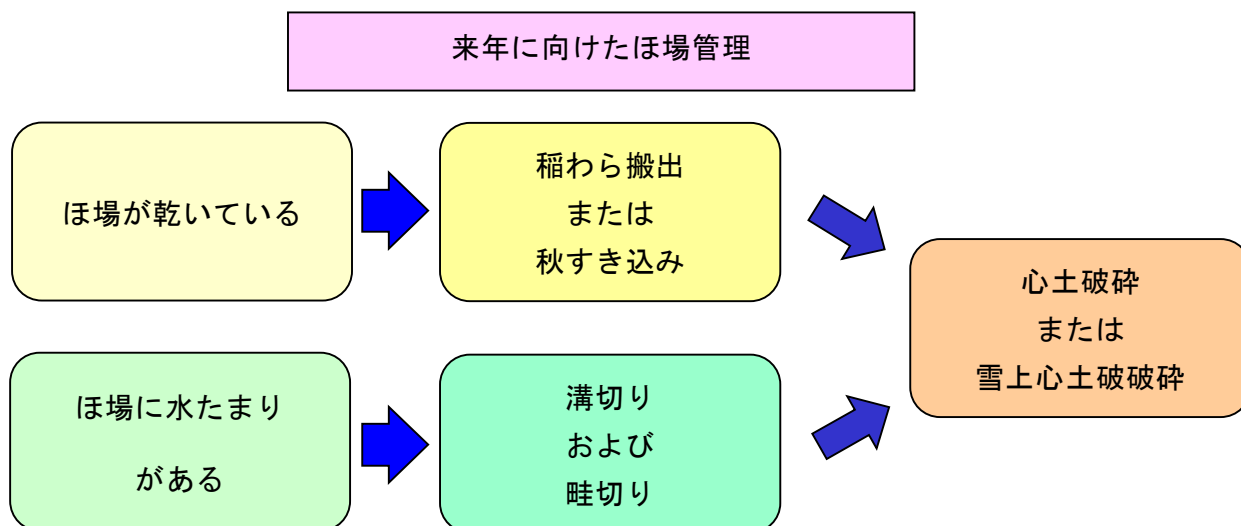 来年に向けたほ場管理
ほ場が乾いている
稲わら搬出
または
秋すき込み
ほ場に水たまり
がある
溝切り
および
畦切り
心土破砕
または
雪上心土破破砕